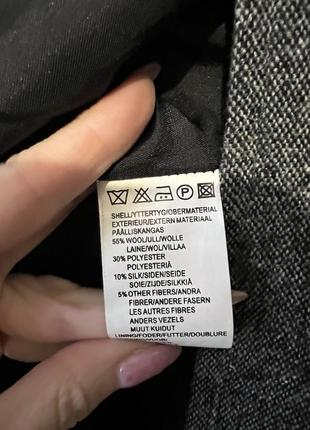 P
SHELL/YTTERTYG/OBERMATERIAL
EXTERIEUR/EXTERN MATERIAAL
PÄÄLLISKANGAS
55% WOOL/ULL/WOLLE
LAINE/WOL/VILLAA
30% POLYESTER
POLYESTERIÄ
10% SILK/SIDEN/SEIDE
SOIE/ZIJDE/SILKKIÄ
5% OTHER FIBERS/ANDRA
FIBRER/ANDERE FASERN
LES AUTRES FIBRES
ANDERS VEZELS
MUUT KUIDUT
LINING/FODER/FUTTER/DOUBLURE